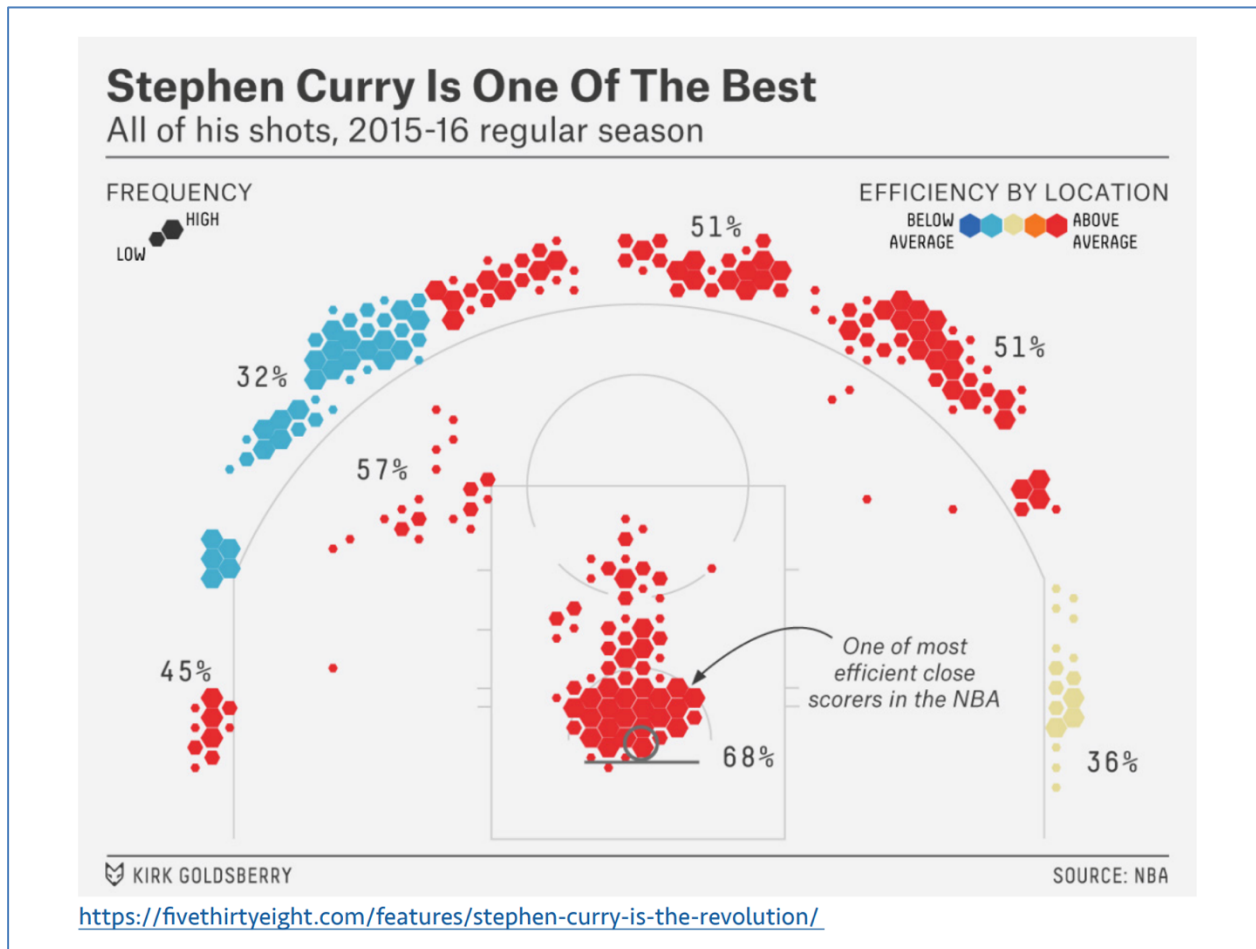 Stephen Curry Is One Of The Best
All of his shots, 2015-16 regular season
FREQUENCY
HIGH
LOW
EFFICIENCY BY LOCATION
BELOW
AVERAGE
ABOVE
AVERAGE
51%
51%
32%
57%
45%
One of most
efficient close
scorers in the NBA
68%
36%
KIRK GOLDSBERRY
SOURCE: NBA
https://fivethirtyeight.com/features/stephen-curry-is-the-revolution/